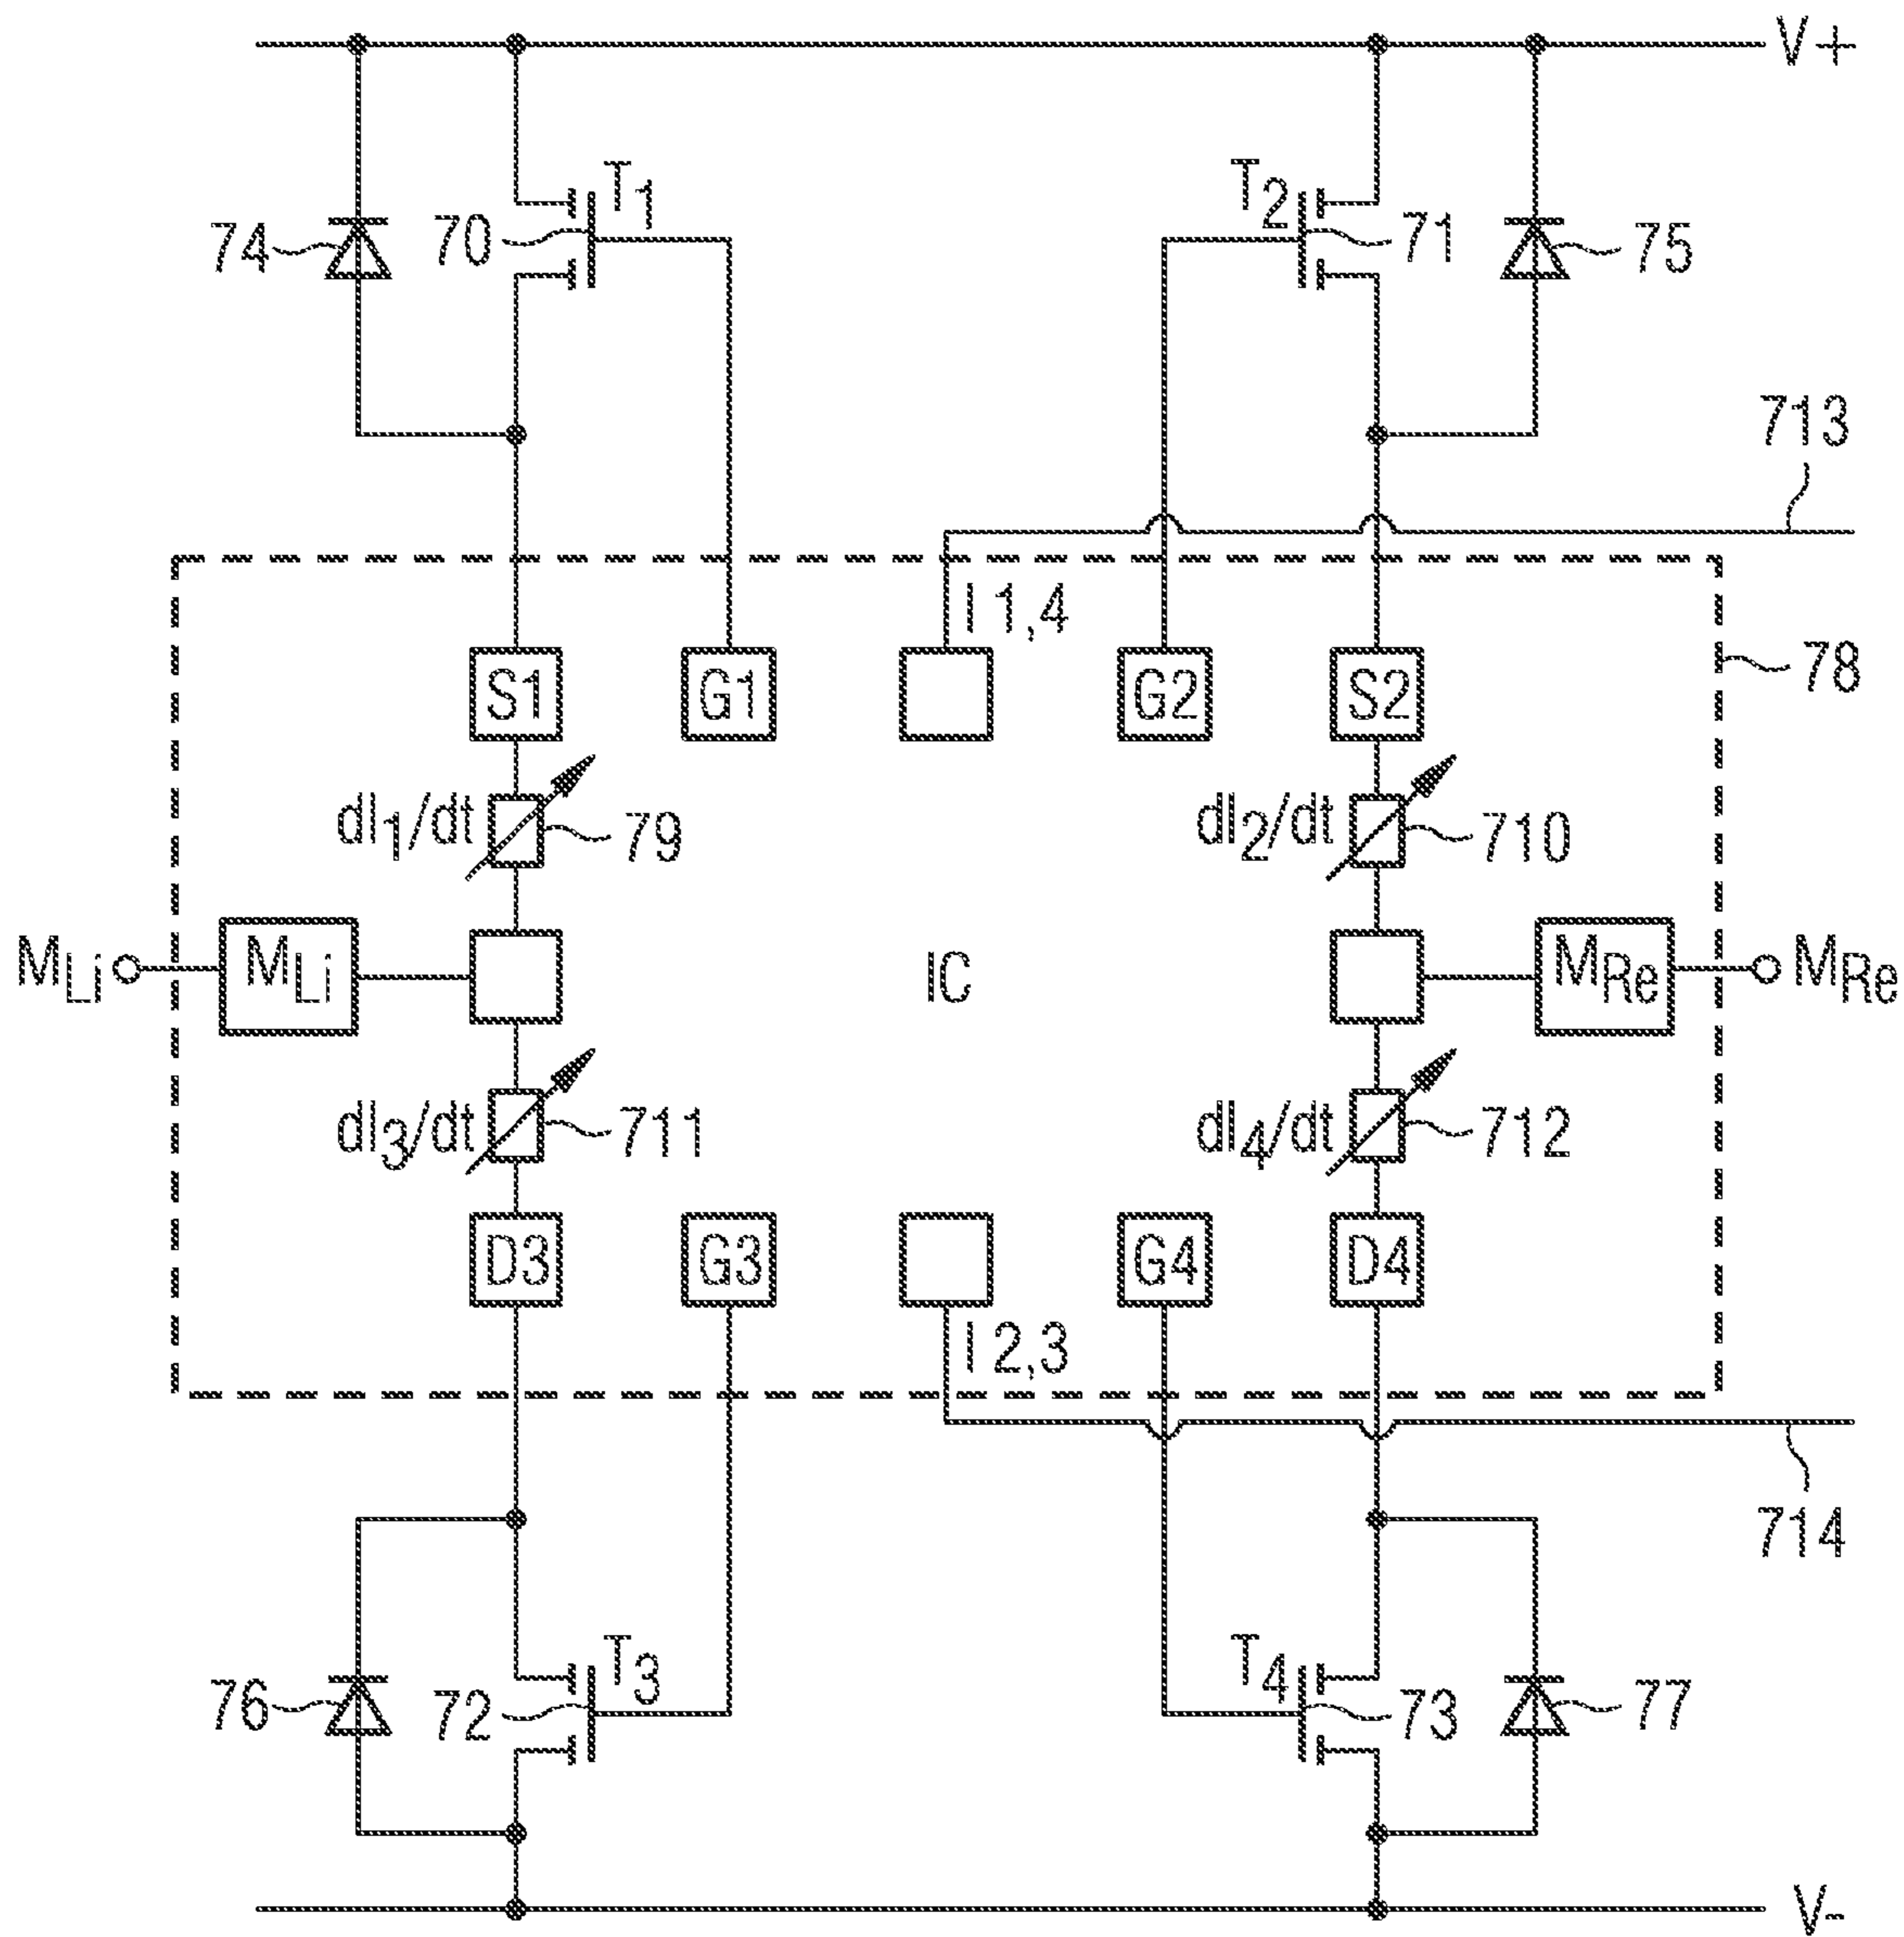 V+
T1
T2
74
70
71
75
713
I 1,4
78
S1
G1
G2
S2
dI1/dt
79
dI2/dt
710
MLi
MLi
IC
MRe
MRe
dI3/dt
711
dI4/dt
712
D3
G3
G4
D4
I 2,3
714
T3
T4
76
72
73
77
V-